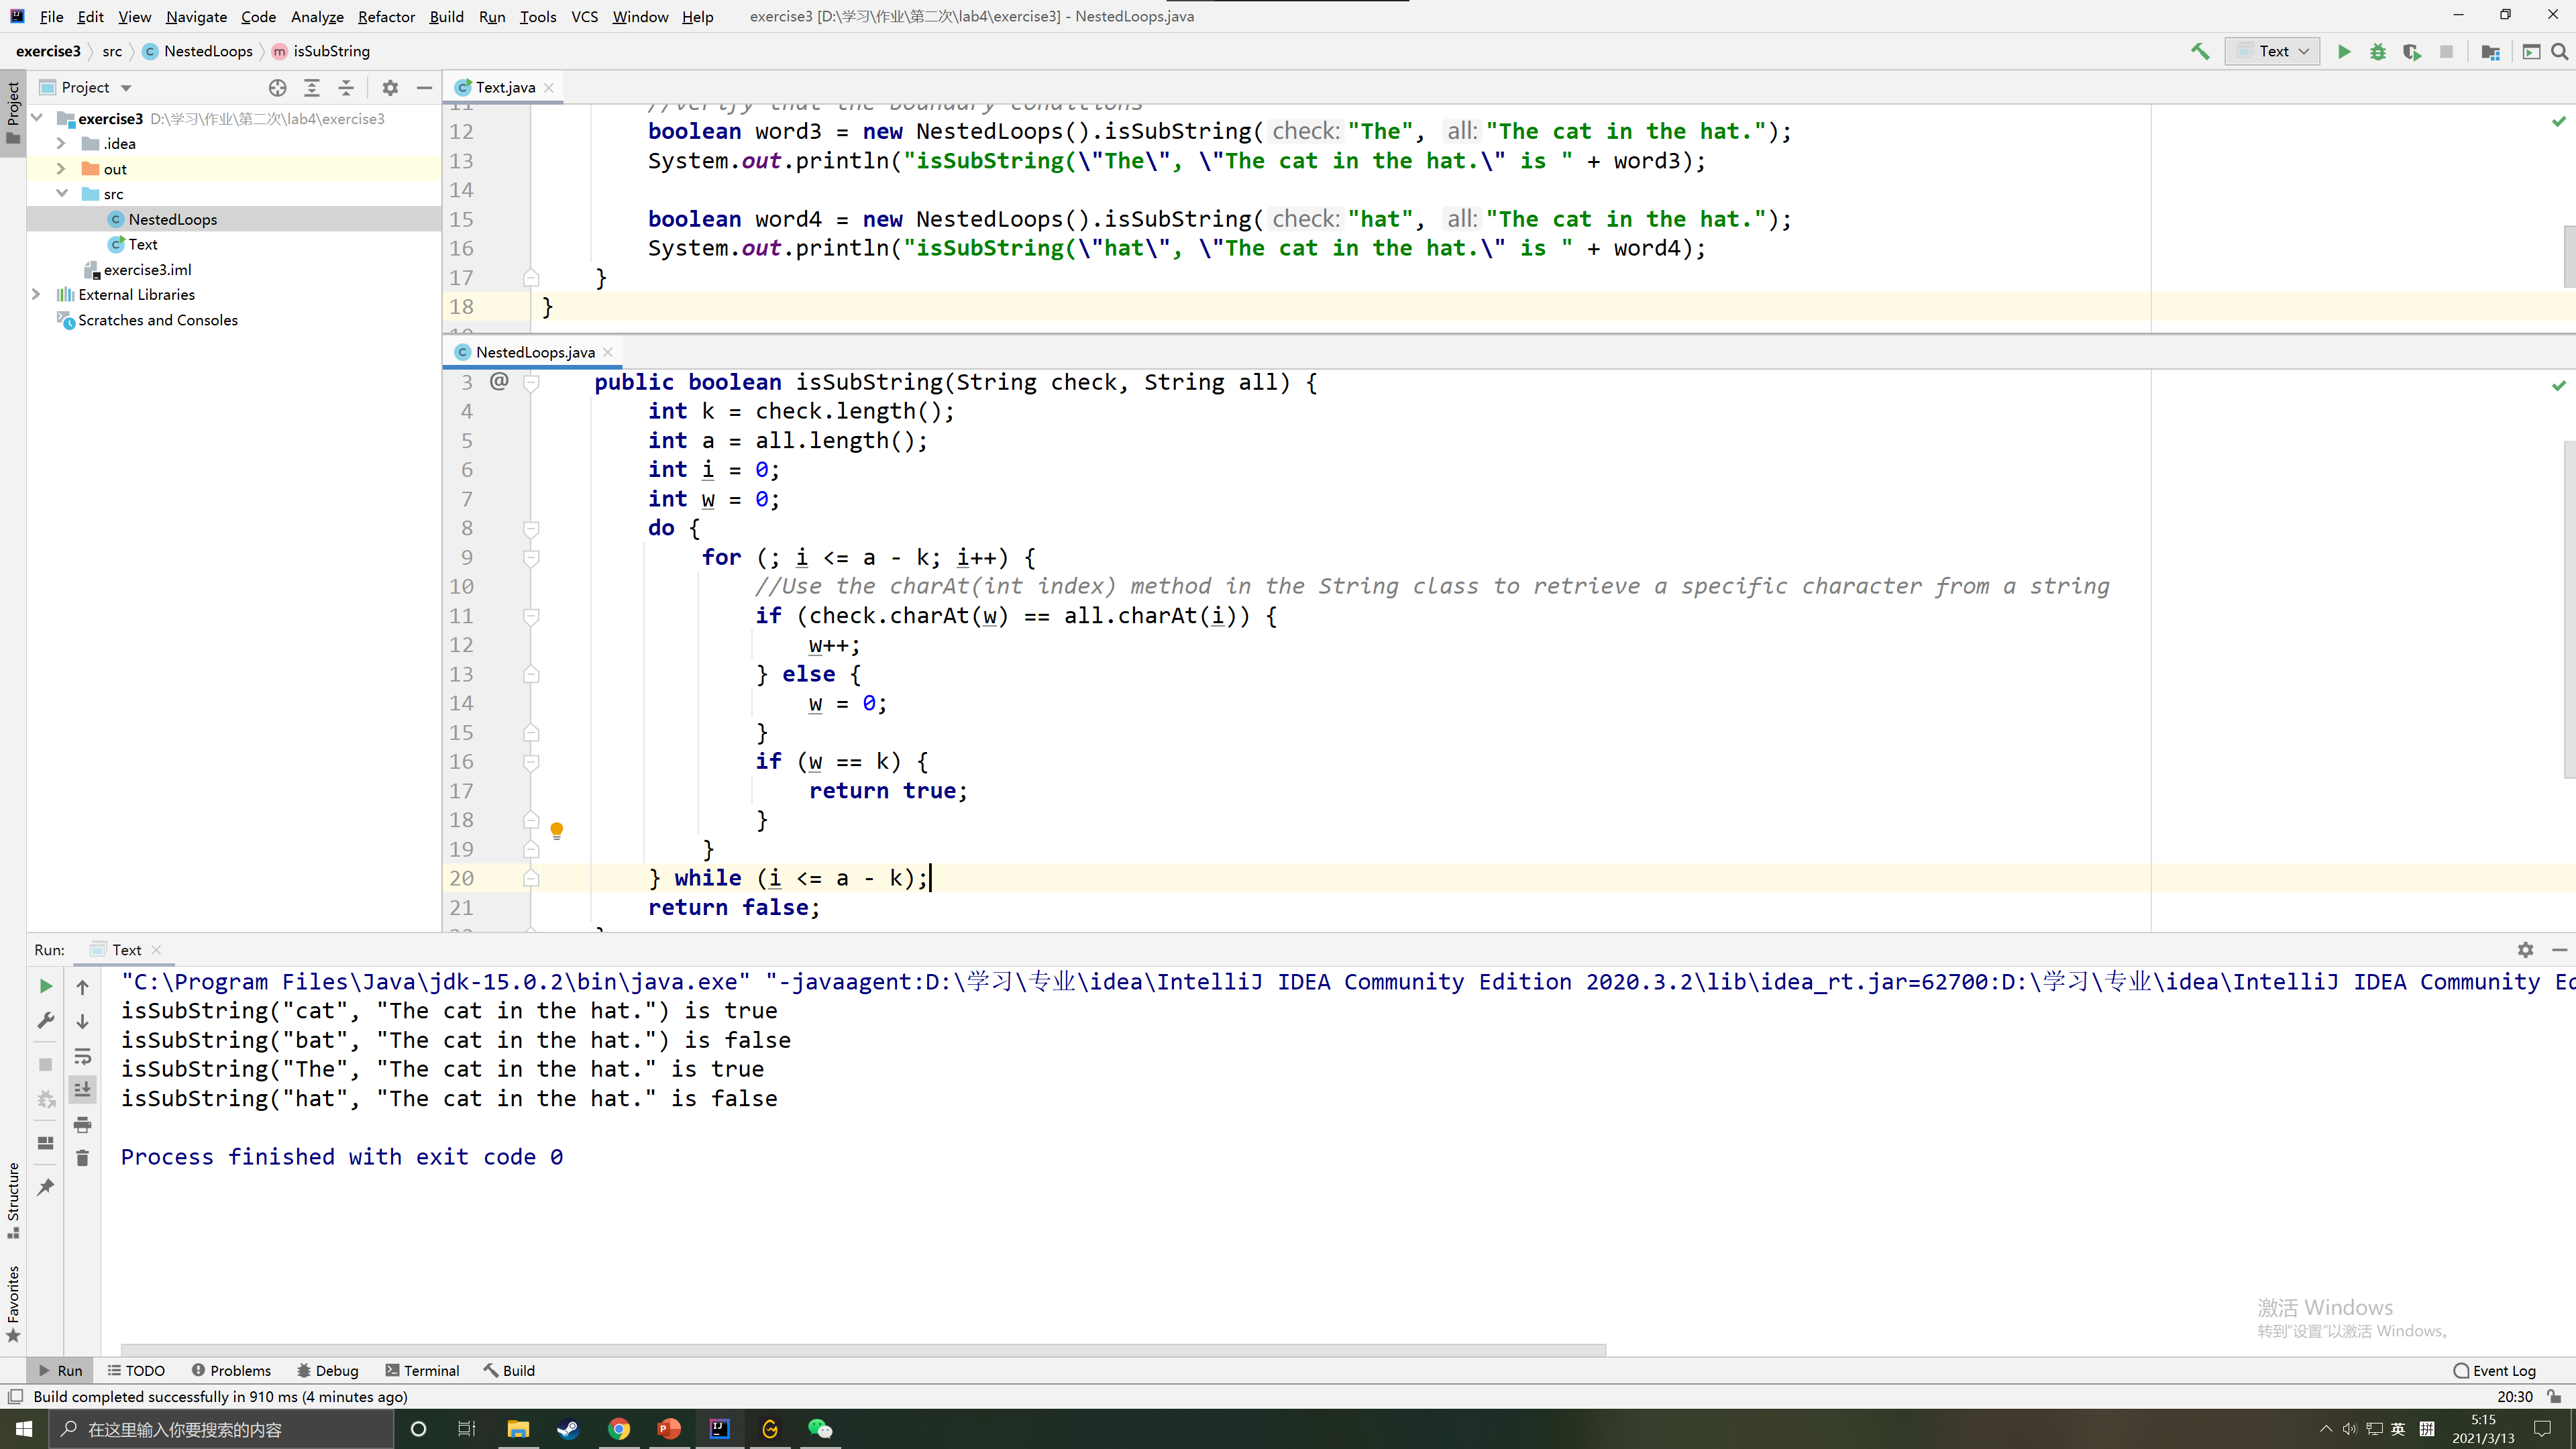 File Edit View Navigate Code Analyze Refactor Build Run Tools VCS Window Help exercise3 [D:\学习\作业\第二次\lab4\exercise3] - NestedLoops.java
exercise3 src NestedLoops isSubString Text
Project
Project
exercise3 D:\学习\作业\第二次\lab4\exercise3
.idea
out
src
NestedLoops
Text
exercise3.iml
External Libraries
Scratches and Consoles
Text.java
11 //verify that the boundary conditions
12 boolean word3 = new NestedLoops().isSubString( check: "The", all: "The cat in the hat.");
13 System.out.println("isSubString(\"The\", \"The cat in the hat.\" is " + word3);
14
15 boolean word4 = new NestedLoops().isSubString( check: "hat", all: "The cat in the hat.");
16 System.out.println("isSubString(\"hat\", \"The cat in the hat.\" is " + word4);
17 }
18 }
NestedLoops.java
3 @ public boolean isSubString(String check, String all) {
4 int k = check.length();
5 int a = all.length();
6 int i = 0;
7 int w = 0;
8 do {
9 for (; i <= a - k; i++) {
10 //Use the charAt(int index) method in the String class to retrieve a specific character from a string
11 if (check.charAt(w) == all.charAt(i)) {
12 w++;
13 } else {
14 w = 0;
15 }
16 if (w == k) {
17 return true;
18 }
19 }
20 } while (i <= a - k);
21 return false;
Run: Text
"C:\Program Files\Java\jdk-15.0.2\bin\java.exe" "-javaagent:D:\学习\专业\idea\IntelliJ IDEA Community Edition 2020.3.2\lib\idea_rt.jar=62700:D:\学习\专业\idea\IntelliJ IDEA Community Ed
isSubString("cat", "The cat in the hat.") is true
isSubString("bat", "The cat in the hat.") is false
isSubString("The", "The cat in the hat." is true
isSubString("hat", "The cat in the hat." is false
Process finished with exit code 0
Structure
Favorites
激活 Windows
转到"设置"以激活 Windows。
Run TODO Problems Debug Terminal Build Event Log
Build completed successfully in 910 ms (4 minutes ago) 20:30
在这里输入你要搜索的内容
英 拼 5:15
2021/3/13